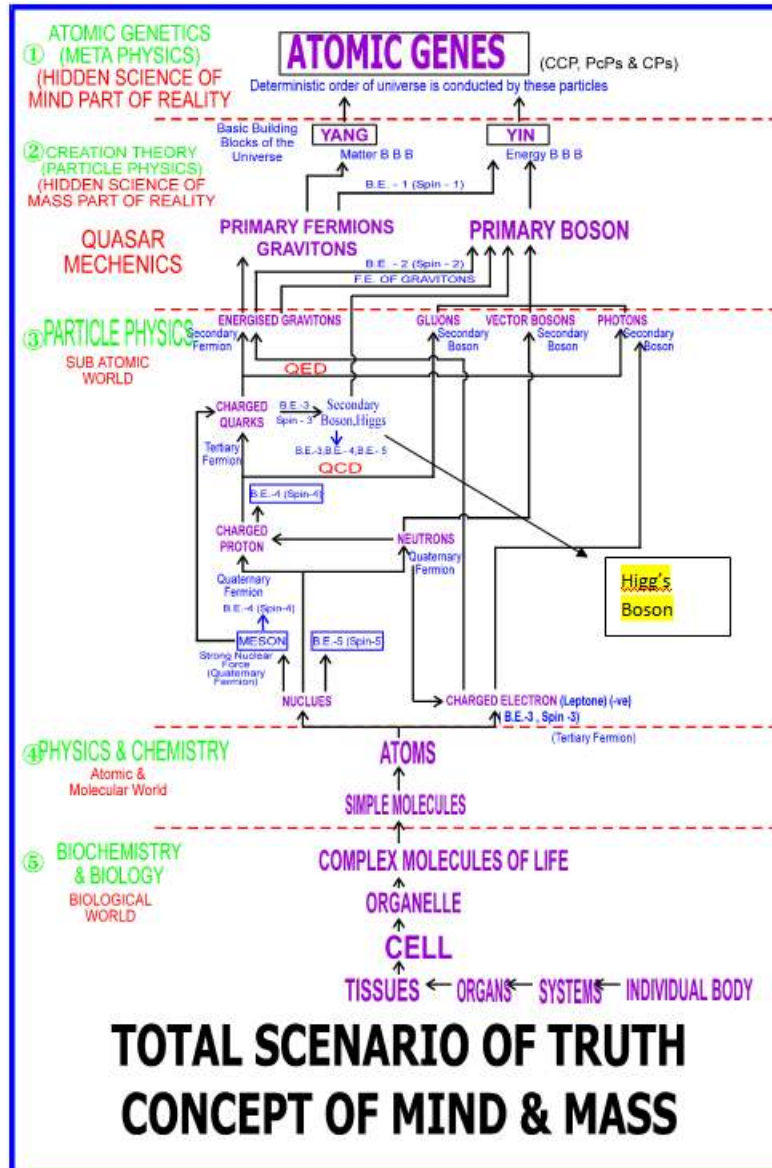 ①
ATOMIC GENETICS
(META PHYSICS)
(HIDDEN SCIENCE OF
MIND PART OF REALITY
ATOMIC GENES
(CCP, PcPs & CPs)
Deterministic order of universe is conducted by these particles
②
CREATION THEORY
(PARTICLE PHYSICS)
(HIDDEN SCIENCE OF
MASS PART OF REALITY
Basic Building
Blocks of the
Universe
YANG
YIN
Matter B B B
Energy B B B
B.E. - 1 (Spin - 1)
PRIMARY FERMIONS
GRAVITONS
PRIMARY BOSON
QUASAR
MECHENICS
B.E. - 2 (Spin - 2)
F.E. OF GRAVITONS
③
PARTICLE PHYSICS
SUB ATOMIC
WORLD
ENERGISED GRAVITONS
Secondary
Fermion
GLUONS
Secondary
Boson
VECTOR BOSONS
Secondary
Boson
PHOTONS
Secondary
Boson
QED
CHARGED
QUARKS
B.E.-3
Spin - 3
Secondary
Boson,Higgs
Tertiary
Fermion
B.E.-3,B.E.-4,B.E.-5
QCD
B.E.-4 (Spin-4)
CHARGED
PROTON
NEUTRONS
Quaternary
Fermion
Quaternary
Fermion
Higg's
Boson
B.E.-4 (Spin-4)
MESON
B.E.-5 (Spin-5
Strong Nuclear
Force
(Quaternary
Fermion)
NUCLUES
CHARGED ELECTRON (Leptone) (-ve)
( B.E.-3 , Spin -3)
(Tertiary Fermion)
④
PHYSICS & CHEMISTRY
Atomic &
Molecular World
ATOMS
SIMPLE MOLECULES
⑤
BIOCHEMISTRY
& BIOLOGY
BIOLOGICAL
WORLD
COMPLEX MOLECULES OF LIFE
ORGANELLE
CELL
TISSUES ORGANS SYSTEMS INDIVIDUAL BODY
TOTAL SCENARIO OF TRUTH
CONCEPT OF MIND & MASS